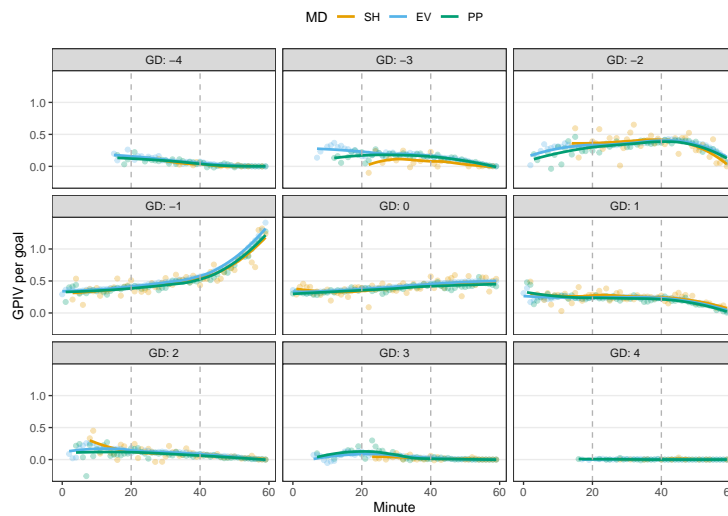 MD SH EV PP
GD: −4 GD: −3 GD: −2
1.0
0.5
0.0
GD: −1 GD: 0 GD: 1
GPIV per goal
1.0
0.5
0.0
GD: 2 GD: 3 GD: 4
1.0
0.5
0.0
0 20 40 60 0 20 40 60 0 20 40 60
Minute